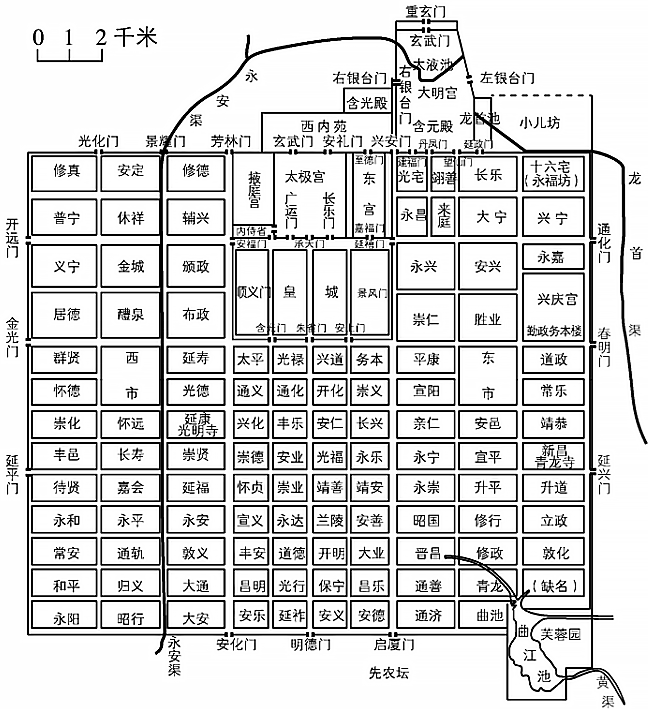 重玄门
玄武门
0 1 2 千米
太液池
永安渠
右银台门
右银台门
左银台门
大明宫
含光殿
西内苑
含元殿
龙首池
小儿坊
光化门 景耀门 芳林门 玄武门 安礼门 兴安门 丹凤门 延政门
至德门 建福门 望仙门
修真 安定 修德 掖庭宫 太极宫 东宫 光宅 翊善 长乐 十六宅
(永福坊)
广运门 长乐门
龙首渠
普宁 休祥 辅兴 永昌 来庭 大宁 兴宁
开远门 通化门
内侍省 嘉福门
安福门 承天门 延禧门
义宁 金城 颁政 永兴 安兴 永嘉
顺义门 皇城 景风门
兴庆宫
居德 醴泉 布政 崇仁 胜业 勤政务本楼
金光门 春明门
含光门 朱雀门 安上门
群贤 西市 延寿 太平 光禄 兴道 务本 平康 东市 道政
怀德 光德 通义 通化 开化 崇义 宣阳 常乐
崇化 怀远 延康 兴化 丰乐 安仁 长兴 亲仁 安邑 靖恭
光明寺
丰邑 长寿 崇贤 崇德 安业 光福 永乐 永宁 宣平 新昌
青龙寺
延平门 延兴门
待贤 嘉会 延福 怀贞 崇业 靖善 靖安 永崇 升平 升道
永和 永平 永安 宣义 永达 兰陵 安善 昭国 修行 立政
常安 通轨 敦义 丰安 道德 开明 大业 晋昌 修政 敦化
和平 归义 大通 昌明 光行 保宁 昌乐 通善 青龙 (缺名)
永阳 昭行 大安 安乐 延祚 安义 安德 通济 曲池
曲江池 芙蓉园
永安渠 安化门 明德门 启厦门
先农坛
黄渠